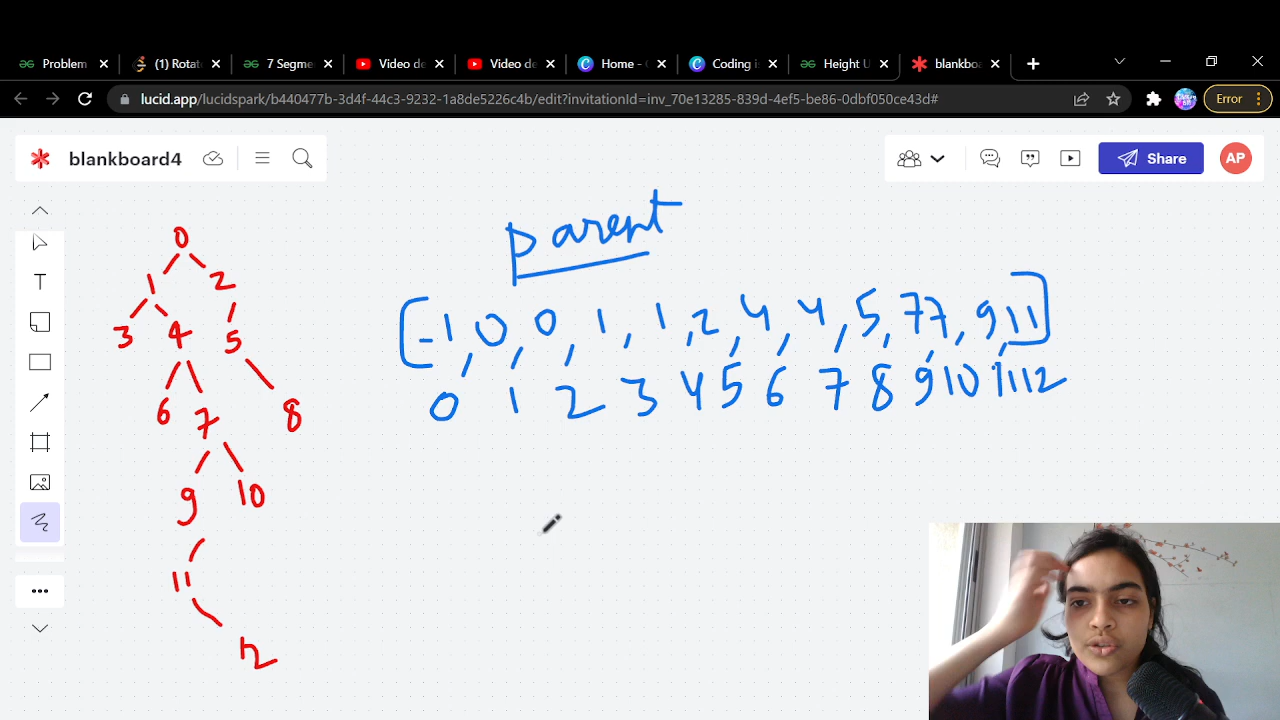 Problem
(1) Rotat
7 Segme
Video de
Video de
Home - C
Coding i
Height U
blankbo
lucid.app/lucidspark/b440477b-3d4f-44c3-9232-1a8de5226c4b/edit?invitationId=inv_70e13285-839d-4ef5-be86-0dbf050ce43d#
Error
blankboard4
Share
AP
T
parent
[-1, 0, 0, 1, 1, 2, 4, 4, 5, 7 7, 9, 11]
0 1 2 3 4 5 6 7 8 9 10 11 12
0
1 2
3 4 5
6 7 8
9 10
11
12